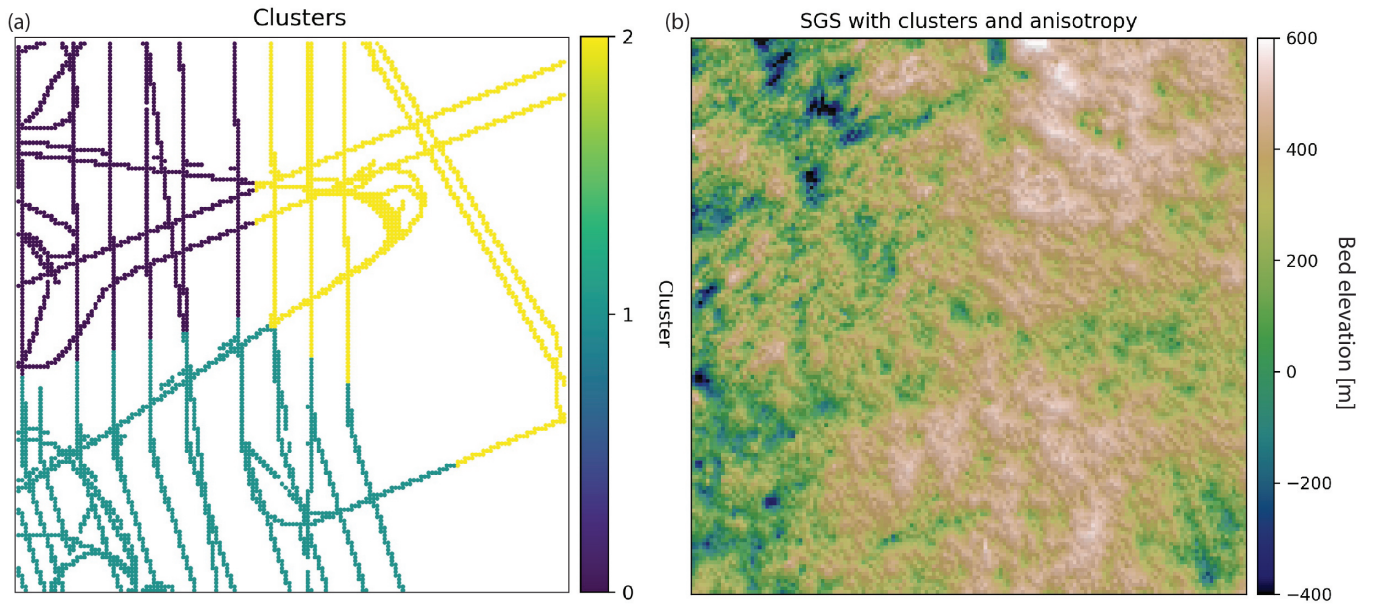 (a)
Clusters
2
1
0
Cluster
(b)
SGS with clusters and anisotropy
600
400
200
0
−200
−400
Bed elevation [m]